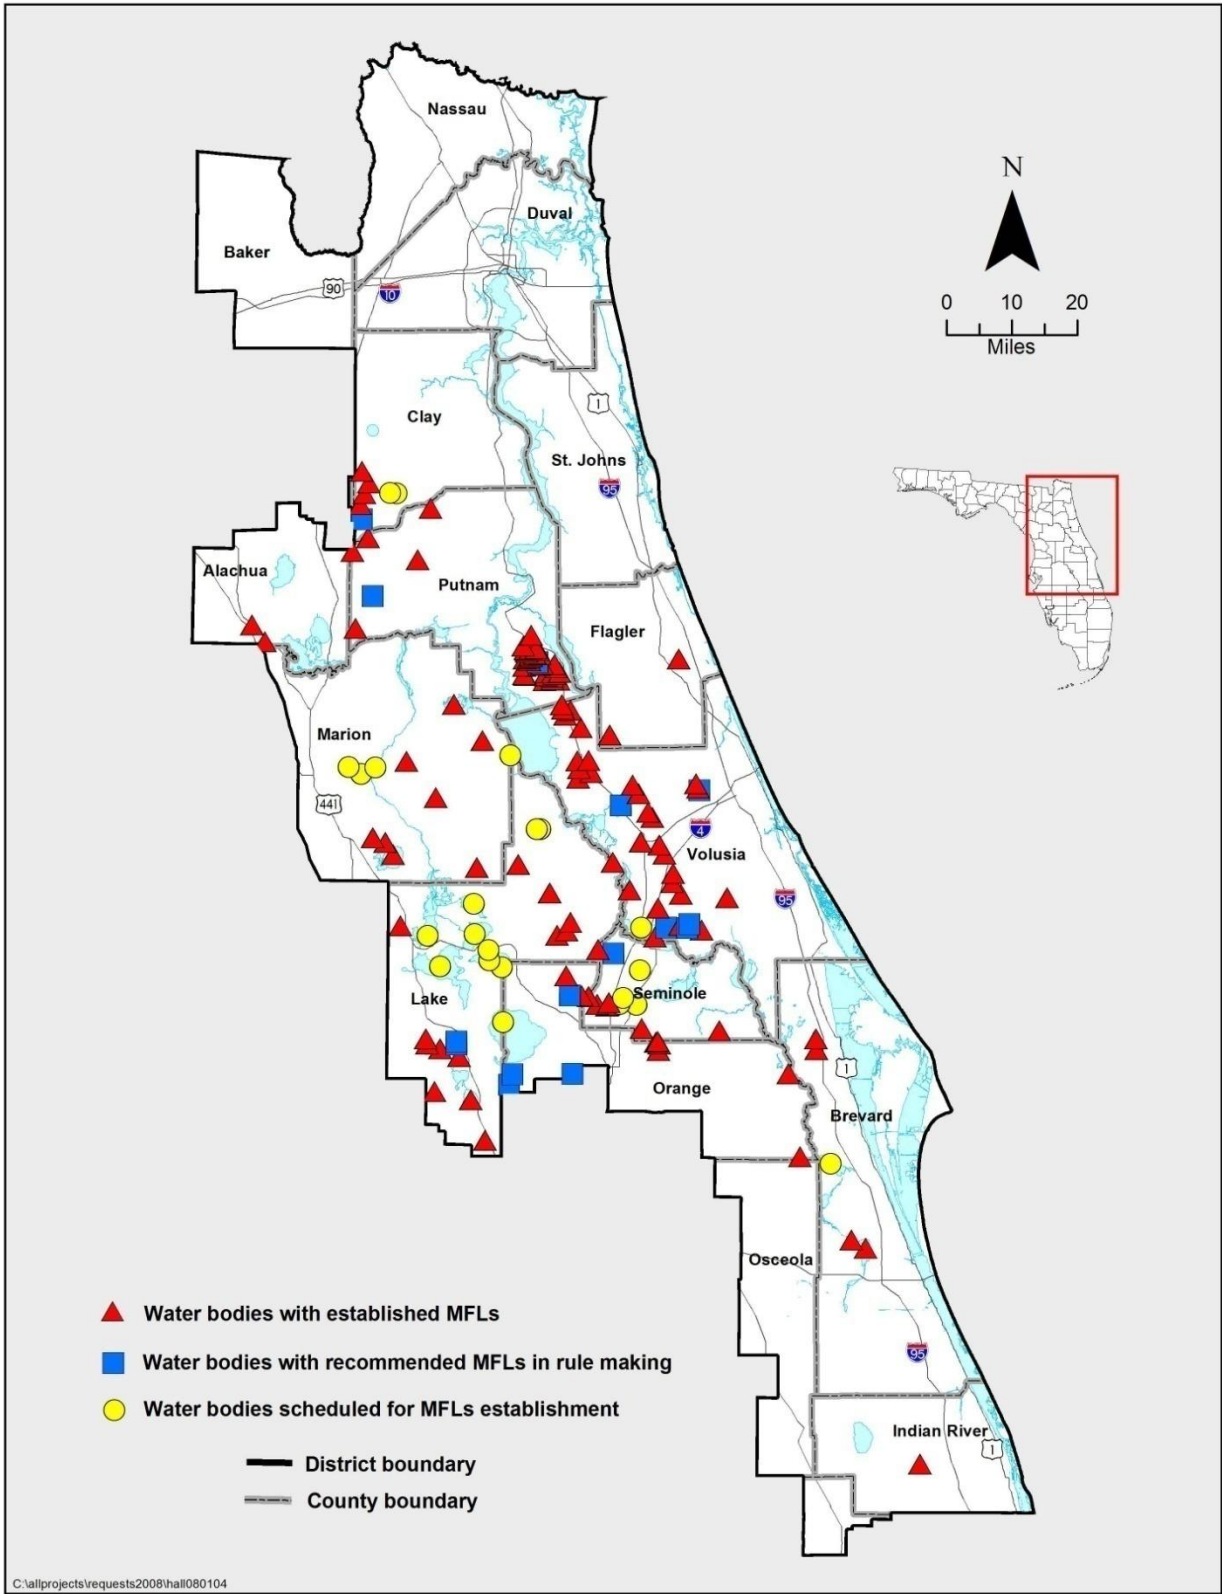 Nassau
N
Duval
Baker
90
10
0 10 20
Miles
Clay
1
St. Johns
95
Alachua
Putnam
Flagler
Marion
441
4
Volusia
95
Seminole
Lake
1
Orange
Brevard
Osceola
Water bodies with established MFLs
95
Water bodies with recommended MFLs in rule making
Water bodies scheduled for MFLs establishment
Indian River
1
District boundary
County boundary
C:\allprojects\requests2008\hall080104